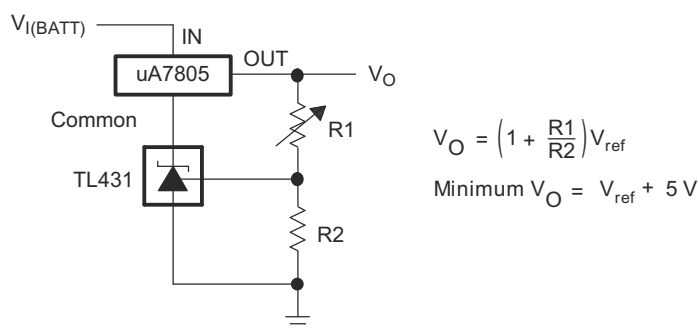 V_I(BATT)
IN
OUT
uA7805
V_O
Common
R1
TL431
R2
V_O = (1 + R1/R2) V_ref
Minimum V_O = V_ref + 5 V